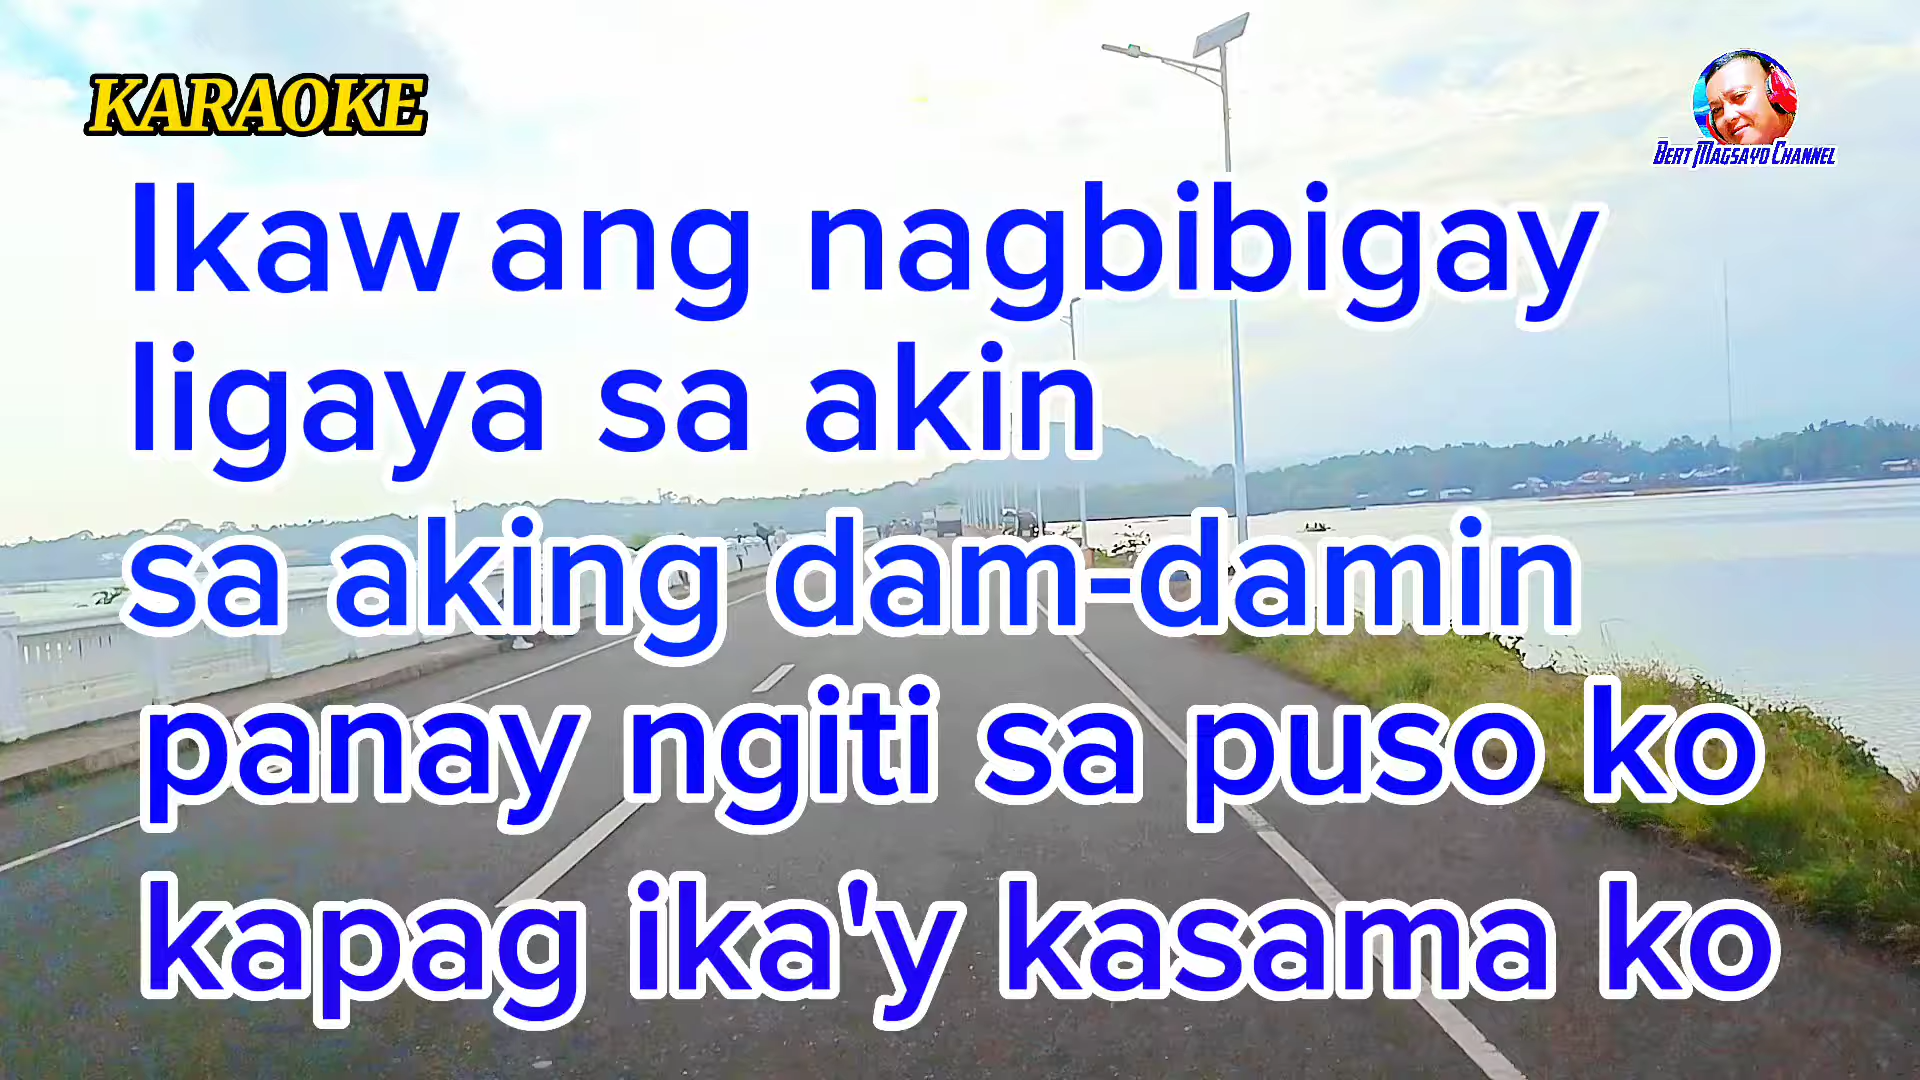 KARAOKE
BERT MAGSAYO CHANNEL
Ikaw ang nagbibigay
ligaya sa akin
sa aking dam-damin
panay ngiti sa puso ko
kapag ika'y kasama ko